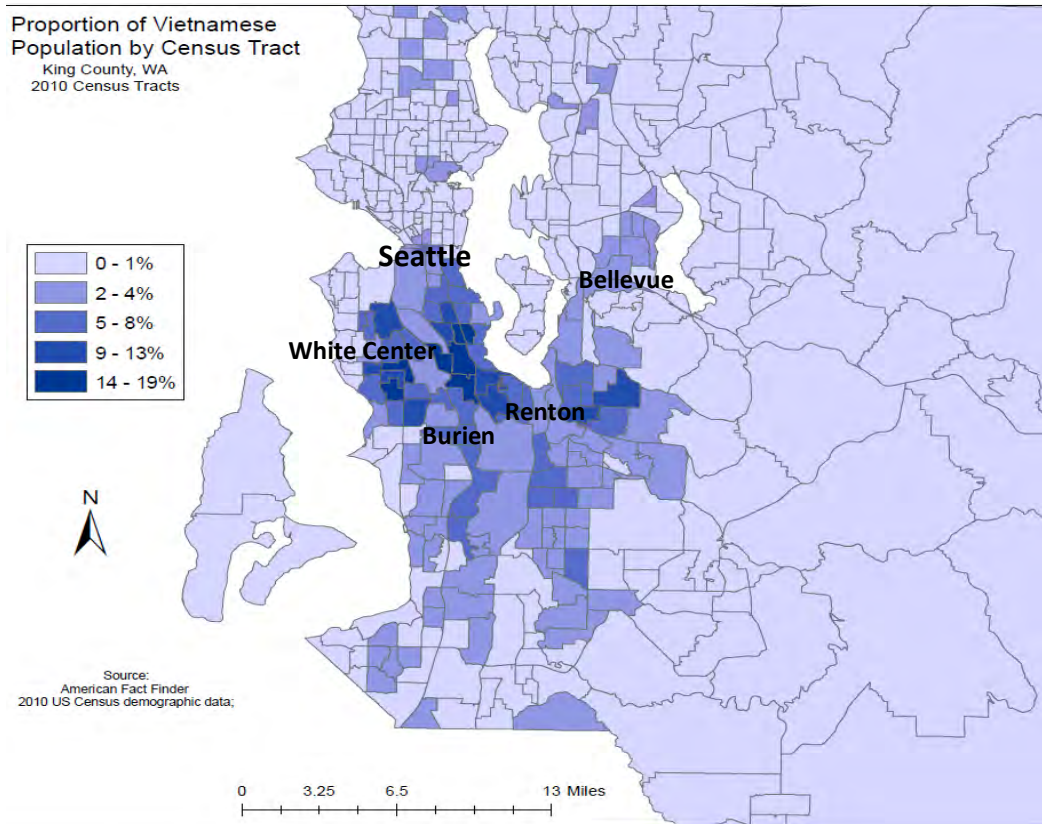 Proportion of Vietnamese
Population by Census Tract
King County, WA
2010 Census Tracts
0 - 1%
2 - 4%
5 - 8%
9 - 13%
14 - 19%
Seattle
Bellevue
White Center
Renton
Burien
N
Source:
American Fact Finder
2010 US Census demographic data;
0 3.25 6.5 13 Miles